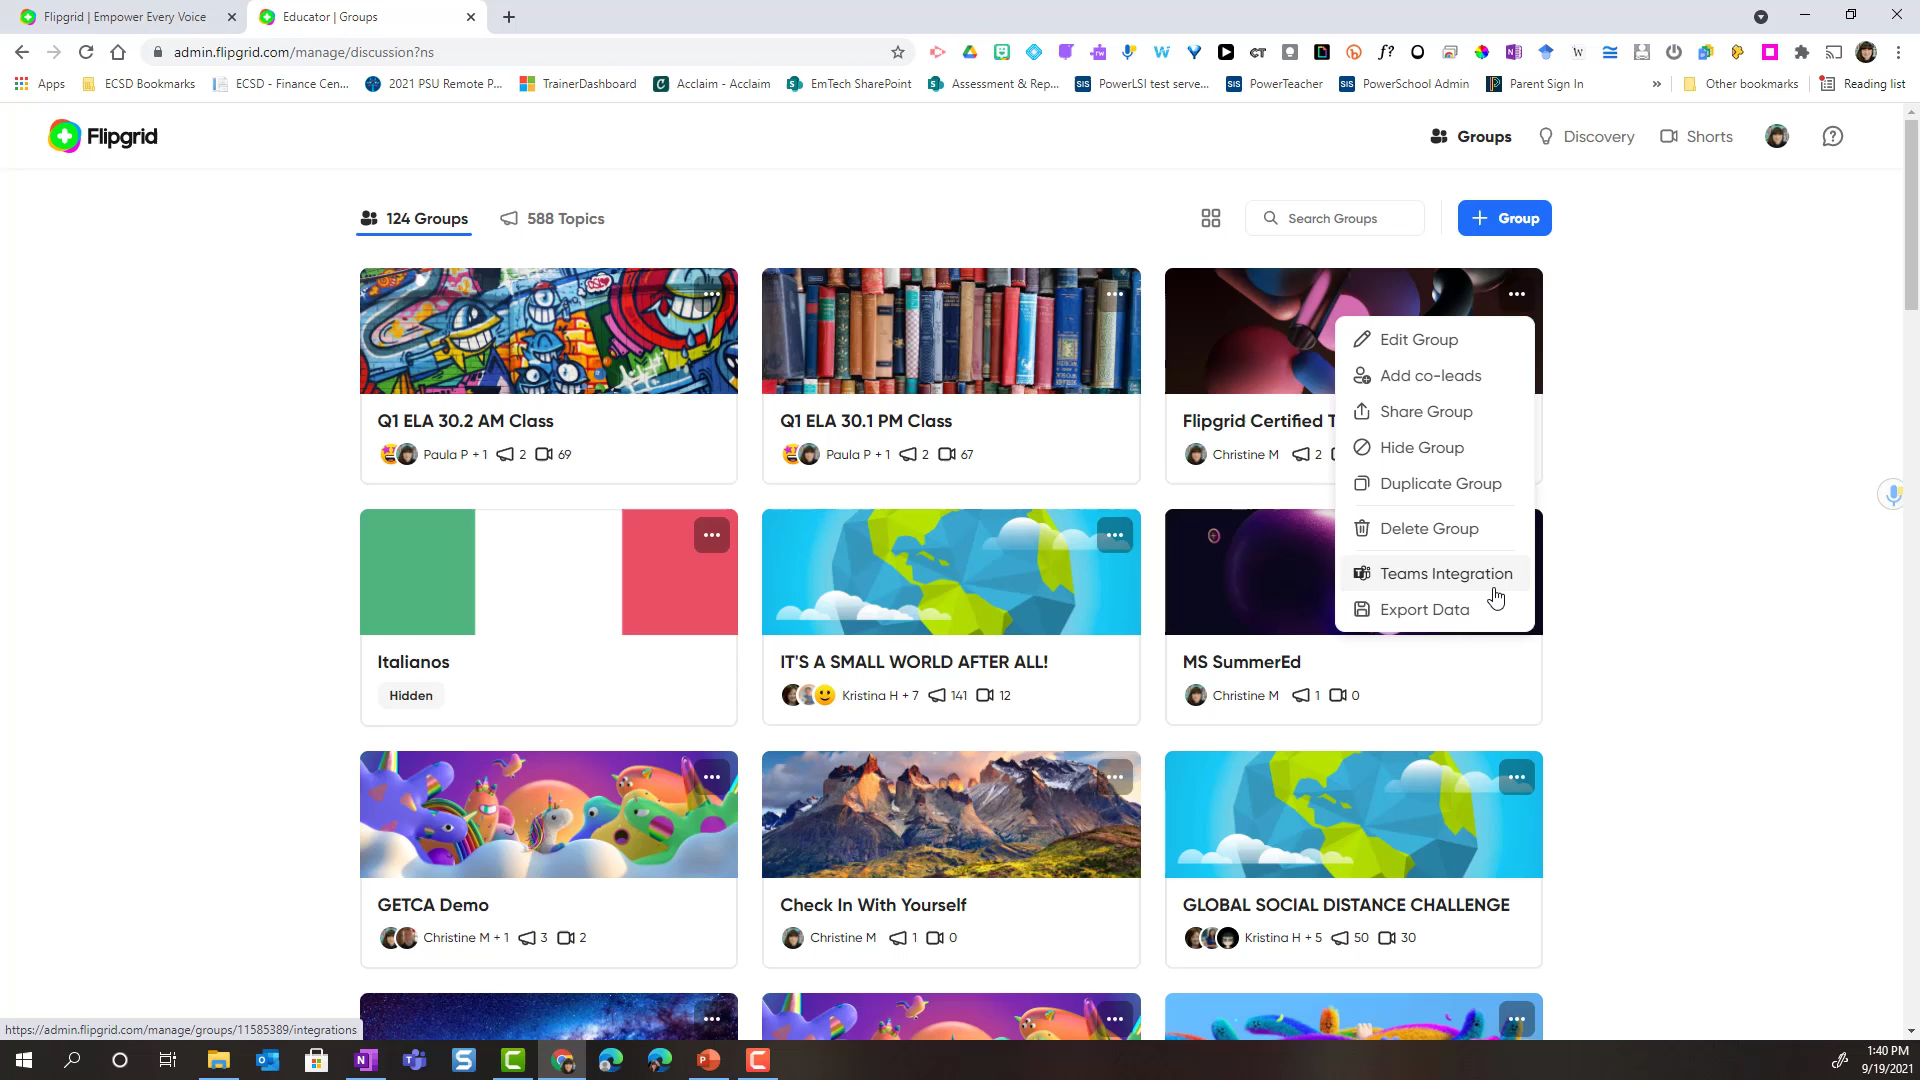 Flipgrid | Empower Every Voice
Educator | Groups
admin.flipgrid.com/manage/discussion?ns
Apps ECSD Bookmarks ECSD - Finance Cen... 2021 PSU Remote P... TrainerDashboard Acclaim - Acclaim EmTech SharePoint Assessment & Rep... PowerLSI test serve... PowerTeacher PowerSchool Admin Parent Sign In » Other bookmarks Reading list
Flipgrid
Groups Discovery Shorts
124 Groups 588 Topics Search Groups + Group
Edit Group
Add co-leads
Share Group
Hide Group
Duplicate Group
Delete Group
Teams Integration
Export Data
Q1 ELA 30.2 AM Class
Paula P + 1 2 69
Q1 ELA 30.1 PM Class
Paula P + 1 2 67
Flipgrid Certified
Christine M 2
Italianos
Hidden
IT'S A SMALL WORLD AFTER ALL!
Kristina H + 7 141 12
MS SummerEd
Christine M 1 0
GETCA Demo
Christine M + 1 3 2
Check In With Yourself
Christine M 1 0
GLOBAL SOCIAL DISTANCE CHALLENGE
Kristina H + 5 50 30
https://admin.flipgrid.com/manage/groups/11585389/integrations
1:40 PM
9/19/2021